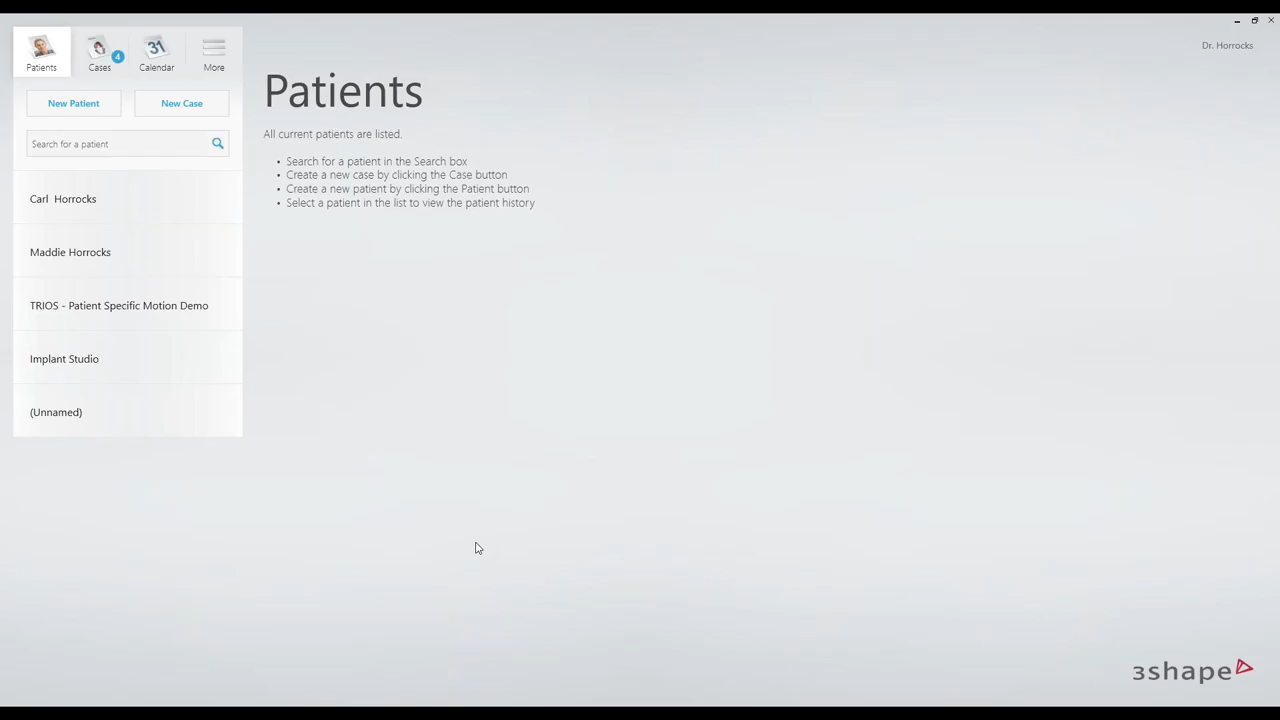 Dr. Horrocks
Patients
Cases
4
31
Calendar
More
New Patient
New Case
Search for a patient
Carl Horrocks
Maddie Horrocks
TRIOS - Patient Specific Motion Demo
Implant Studio
(Unnamed)
Patients
All current patients are listed.
• Search for a patient in the Search box
• Create a new case by clicking the Case button
• Create a new patient by clicking the Patient button
• Select a patient in the list to view the patient history
3shape